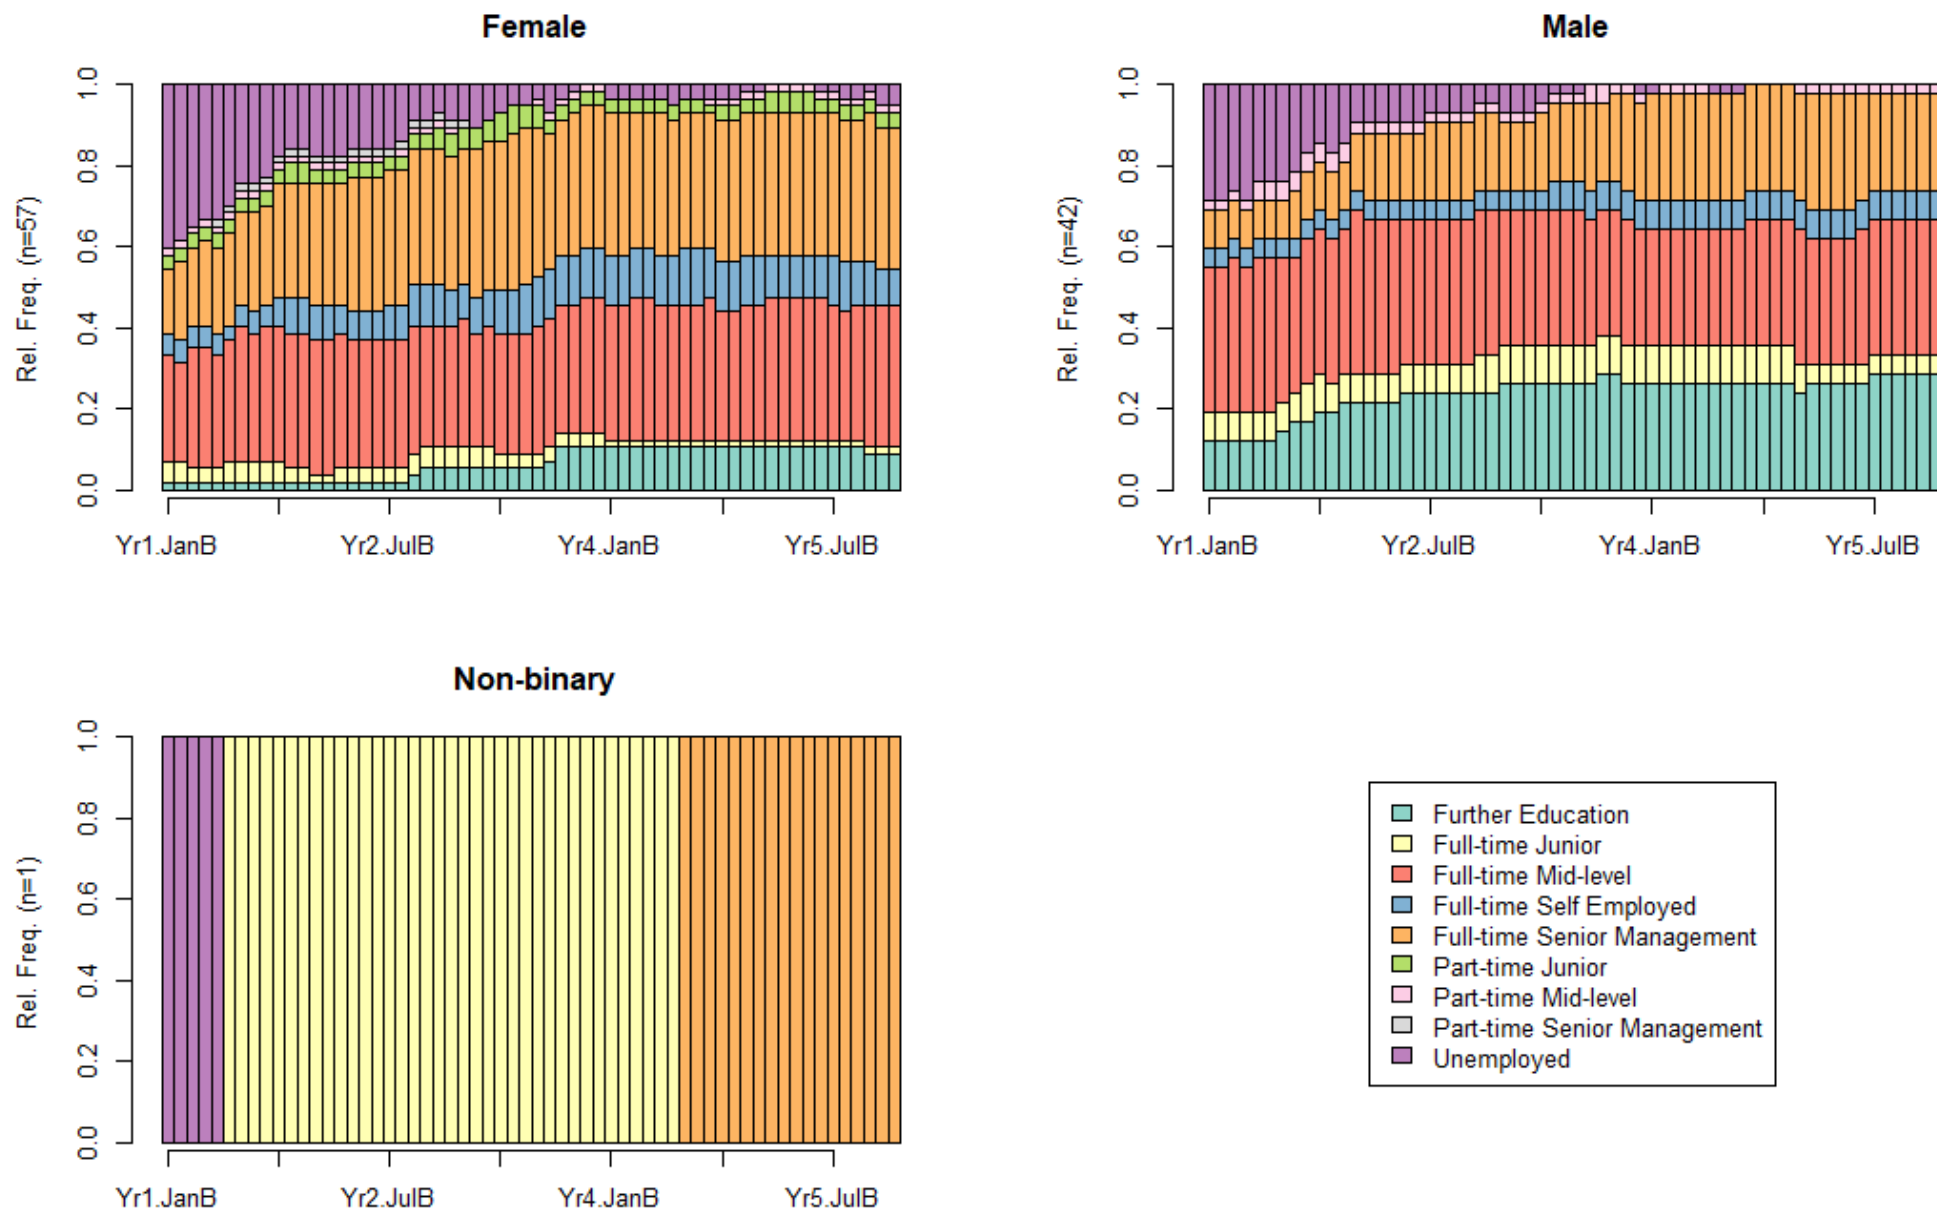 Female
Male
1.0
0.8
0.6
0.4
0.2
0.0
Rel. Freq. (n=57)
Yr1.JanB Yr2.JulB Yr4.JanB Yr5.JulB
1.0
0.8
0.6
0.4
0.2
0.0
Rel. Freq. (n=42)
Yr1.JanB Yr2.JulB Yr4.JanB Yr5.JulB
Non-binary
1.0
0.8
0.6
0.4
0.2
0.0
Rel. Freq. (n=1)
Yr1.JanB Yr2.JulB Yr4.JanB Yr5.JulB
Further Education
Full-time Junior
Full-time Mid-level
Full-time Self Employed
Full-time Senior Management
Part-time Junior
Part-time Mid-level
Part-time Senior Management
Unemployed